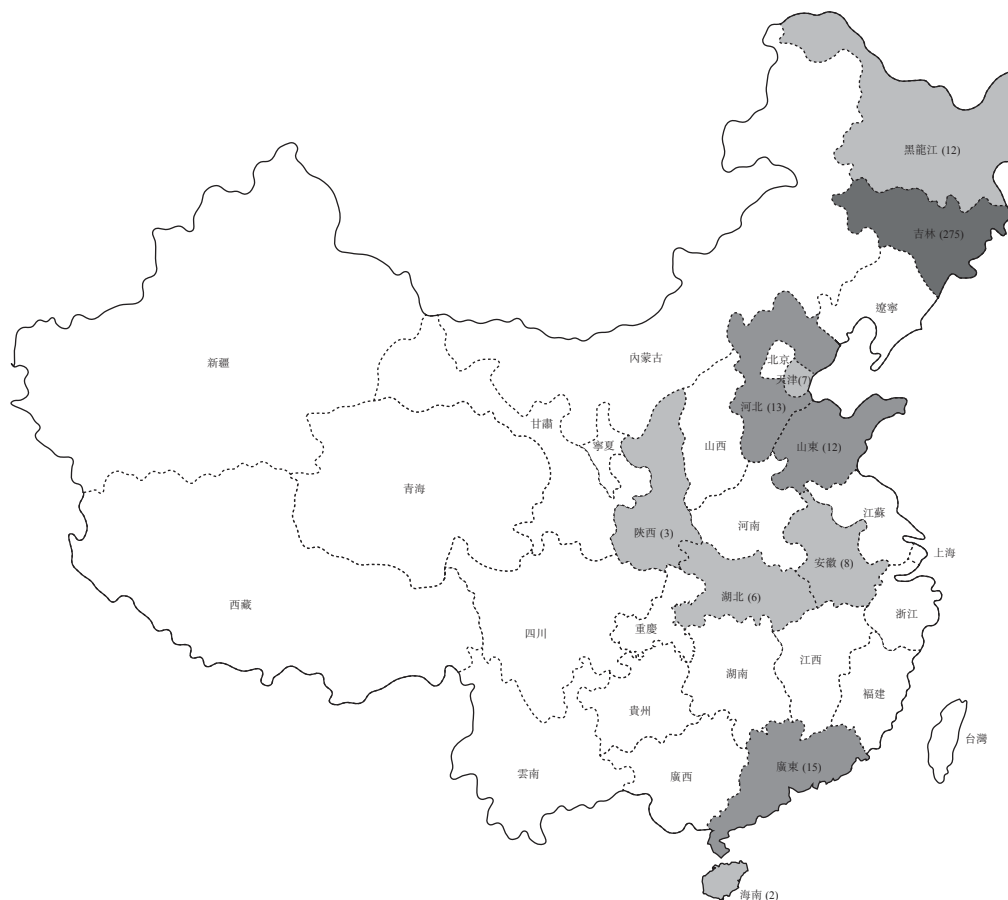 黑龍江 (12)
吉林 (275)
遼寧
內蒙古
新疆
北京
天津(7)
河北 (13)
甘肅
寧夏
山西
山東 (12)
青海
江蘇
河南
陝西 (3)
上海
安徽 (8)
湖北 (6)
西藏
浙江
重慶
四川
江西
湖南
福建
貴州
台灣
廣東 (15)
雲南
廣西
海南 (2)